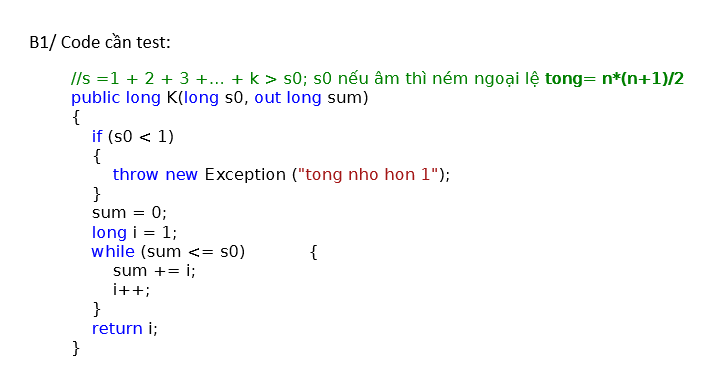 B1/ Code cần test:
//s =1 + 2 + 3 +... + k > s0; s0 nếu âm thì ném ngoại lệ tong= n*(n+1)/2
public long K(long s0, out long sum)
{
if (s0 < 1)
{
throw new Exception ("tong nho hon 1");
}
sum = 0;
long i = 1;
while (sum <= s0) {
sum += i;
i++;
}
return i;
}